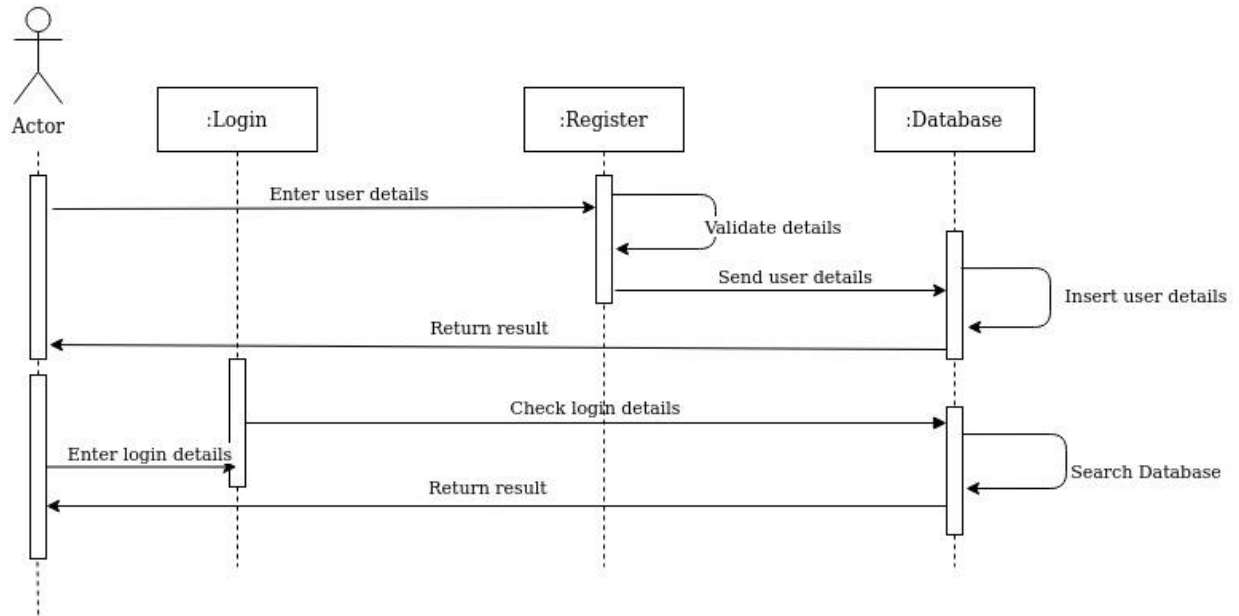 Actor
:Login
:Register
:Database
Enter user details
Validate details
Send user details
Insert user details
Return result
Check login details
Enter login details
Search Database
Return result